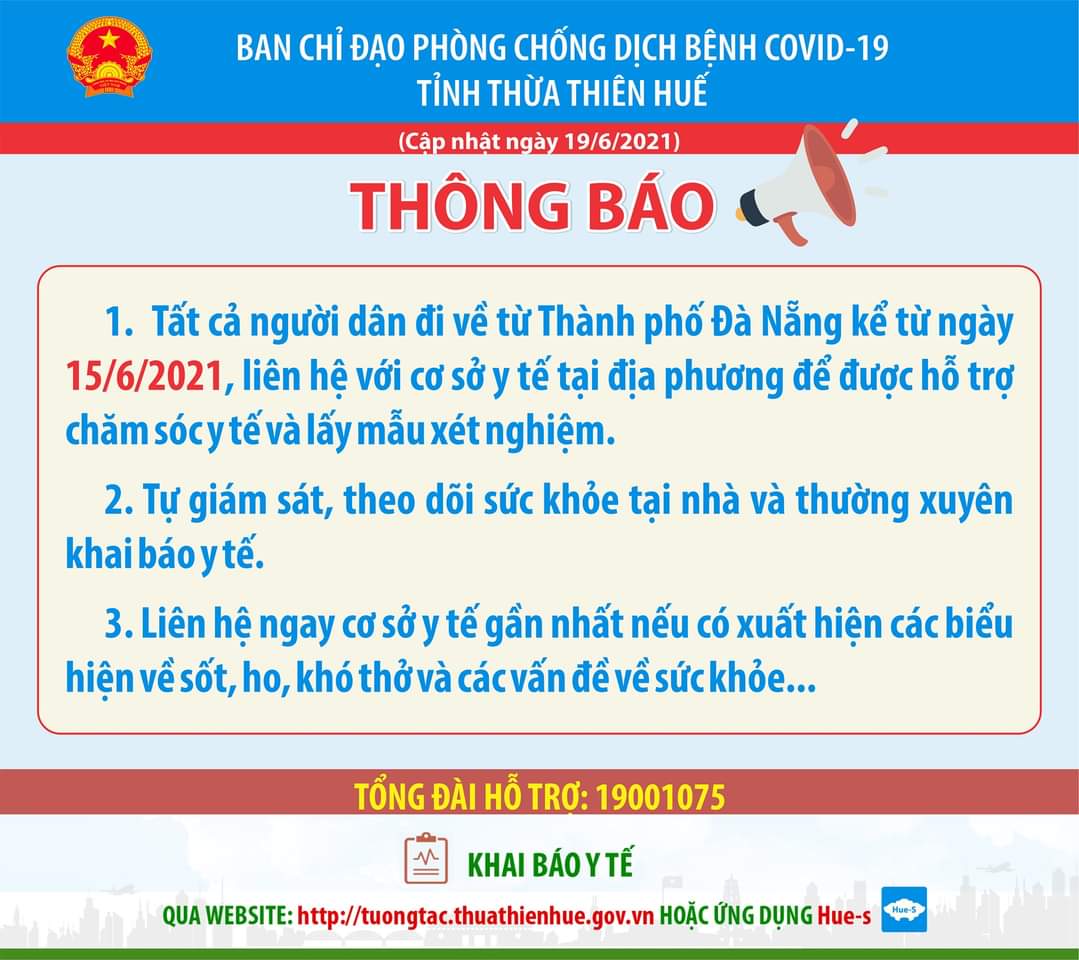 BAN CHỈ ĐẠO PHÒNG CHỐNG DỊCH BỆNH COVID-19
TỈNH THỪA THIÊN HUẾ
(Cập nhật ngày 19/6/2021)
THÔNG BÁO
1. Tất cả người dân đi về từ Thành phố Đà Nẵng kể từ ngày
15/6/2021, liên hệ với cơ sở y tế tại địa phương để được hỗ trợ
chăm sóc y tế và lấy mẫu xét nghiệm.
2. Tự giám sát, theo dõi sức khỏe tại nhà và thường xuyên
khai báo y tế.
3. Liên hệ ngay cơ sở y tế gần nhất nếu có xuất hiện các biểu
hiện về sốt, ho, khó thở và các vấn đề về sức khỏe...
TỔNG ĐÀI HỖ TRỢ: 19001075
KHAI BÁO Y TẾ
QUA WEBSITE: http://tuongtac.thuathienhue.gov.vn HOẶC ỨNG DỤNG Hue-s
Hue-S